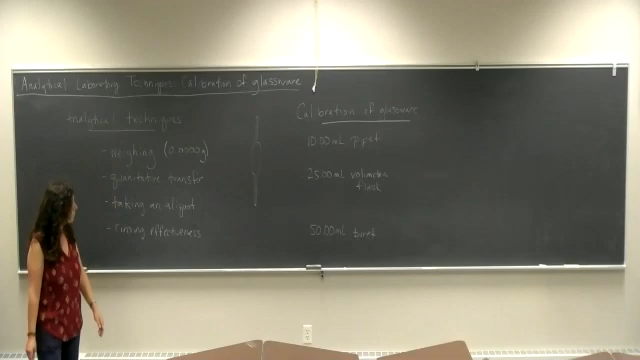 Analytical Laboratory Techniques: Calibration of glassware
Analytical techniques
- weighing (0.0000g)
- quantitative transfer
- taking an aliquot
- rinsing effectiveness
Calibration of glassware
10.00 mL pipet
25.00 mL volumetric
flask
50.00 mL buret